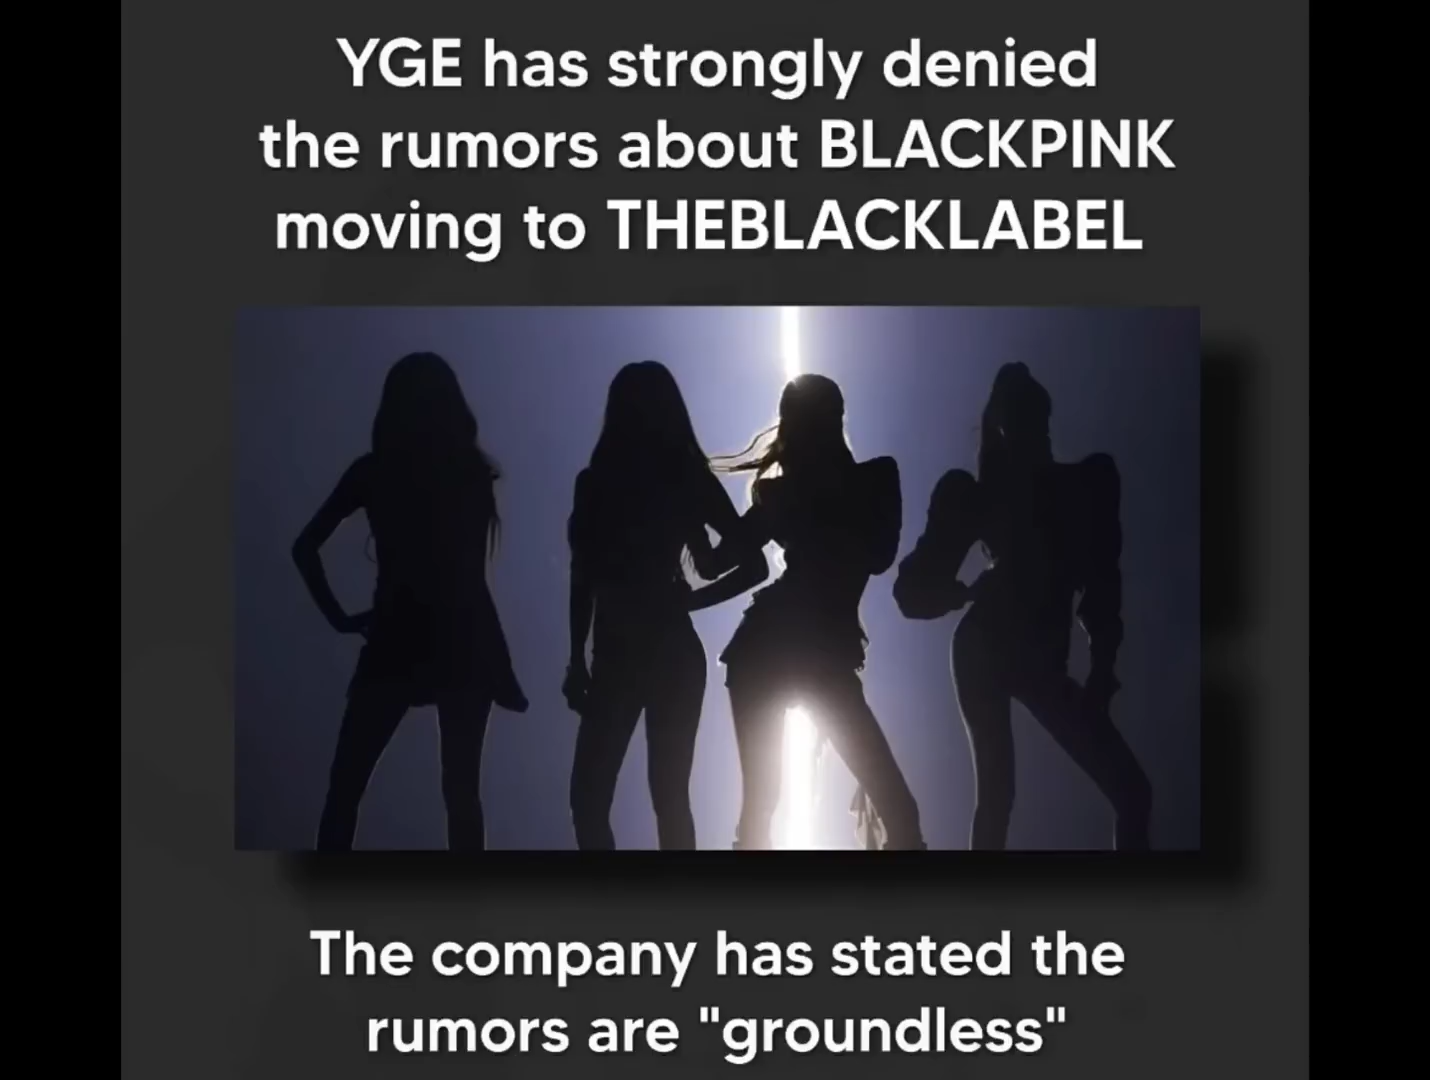 YGE has strongly denied
the rumors about BLACKPINK
moving to THEBLACKLABEL
The company has stated the
rumors are "groundless"